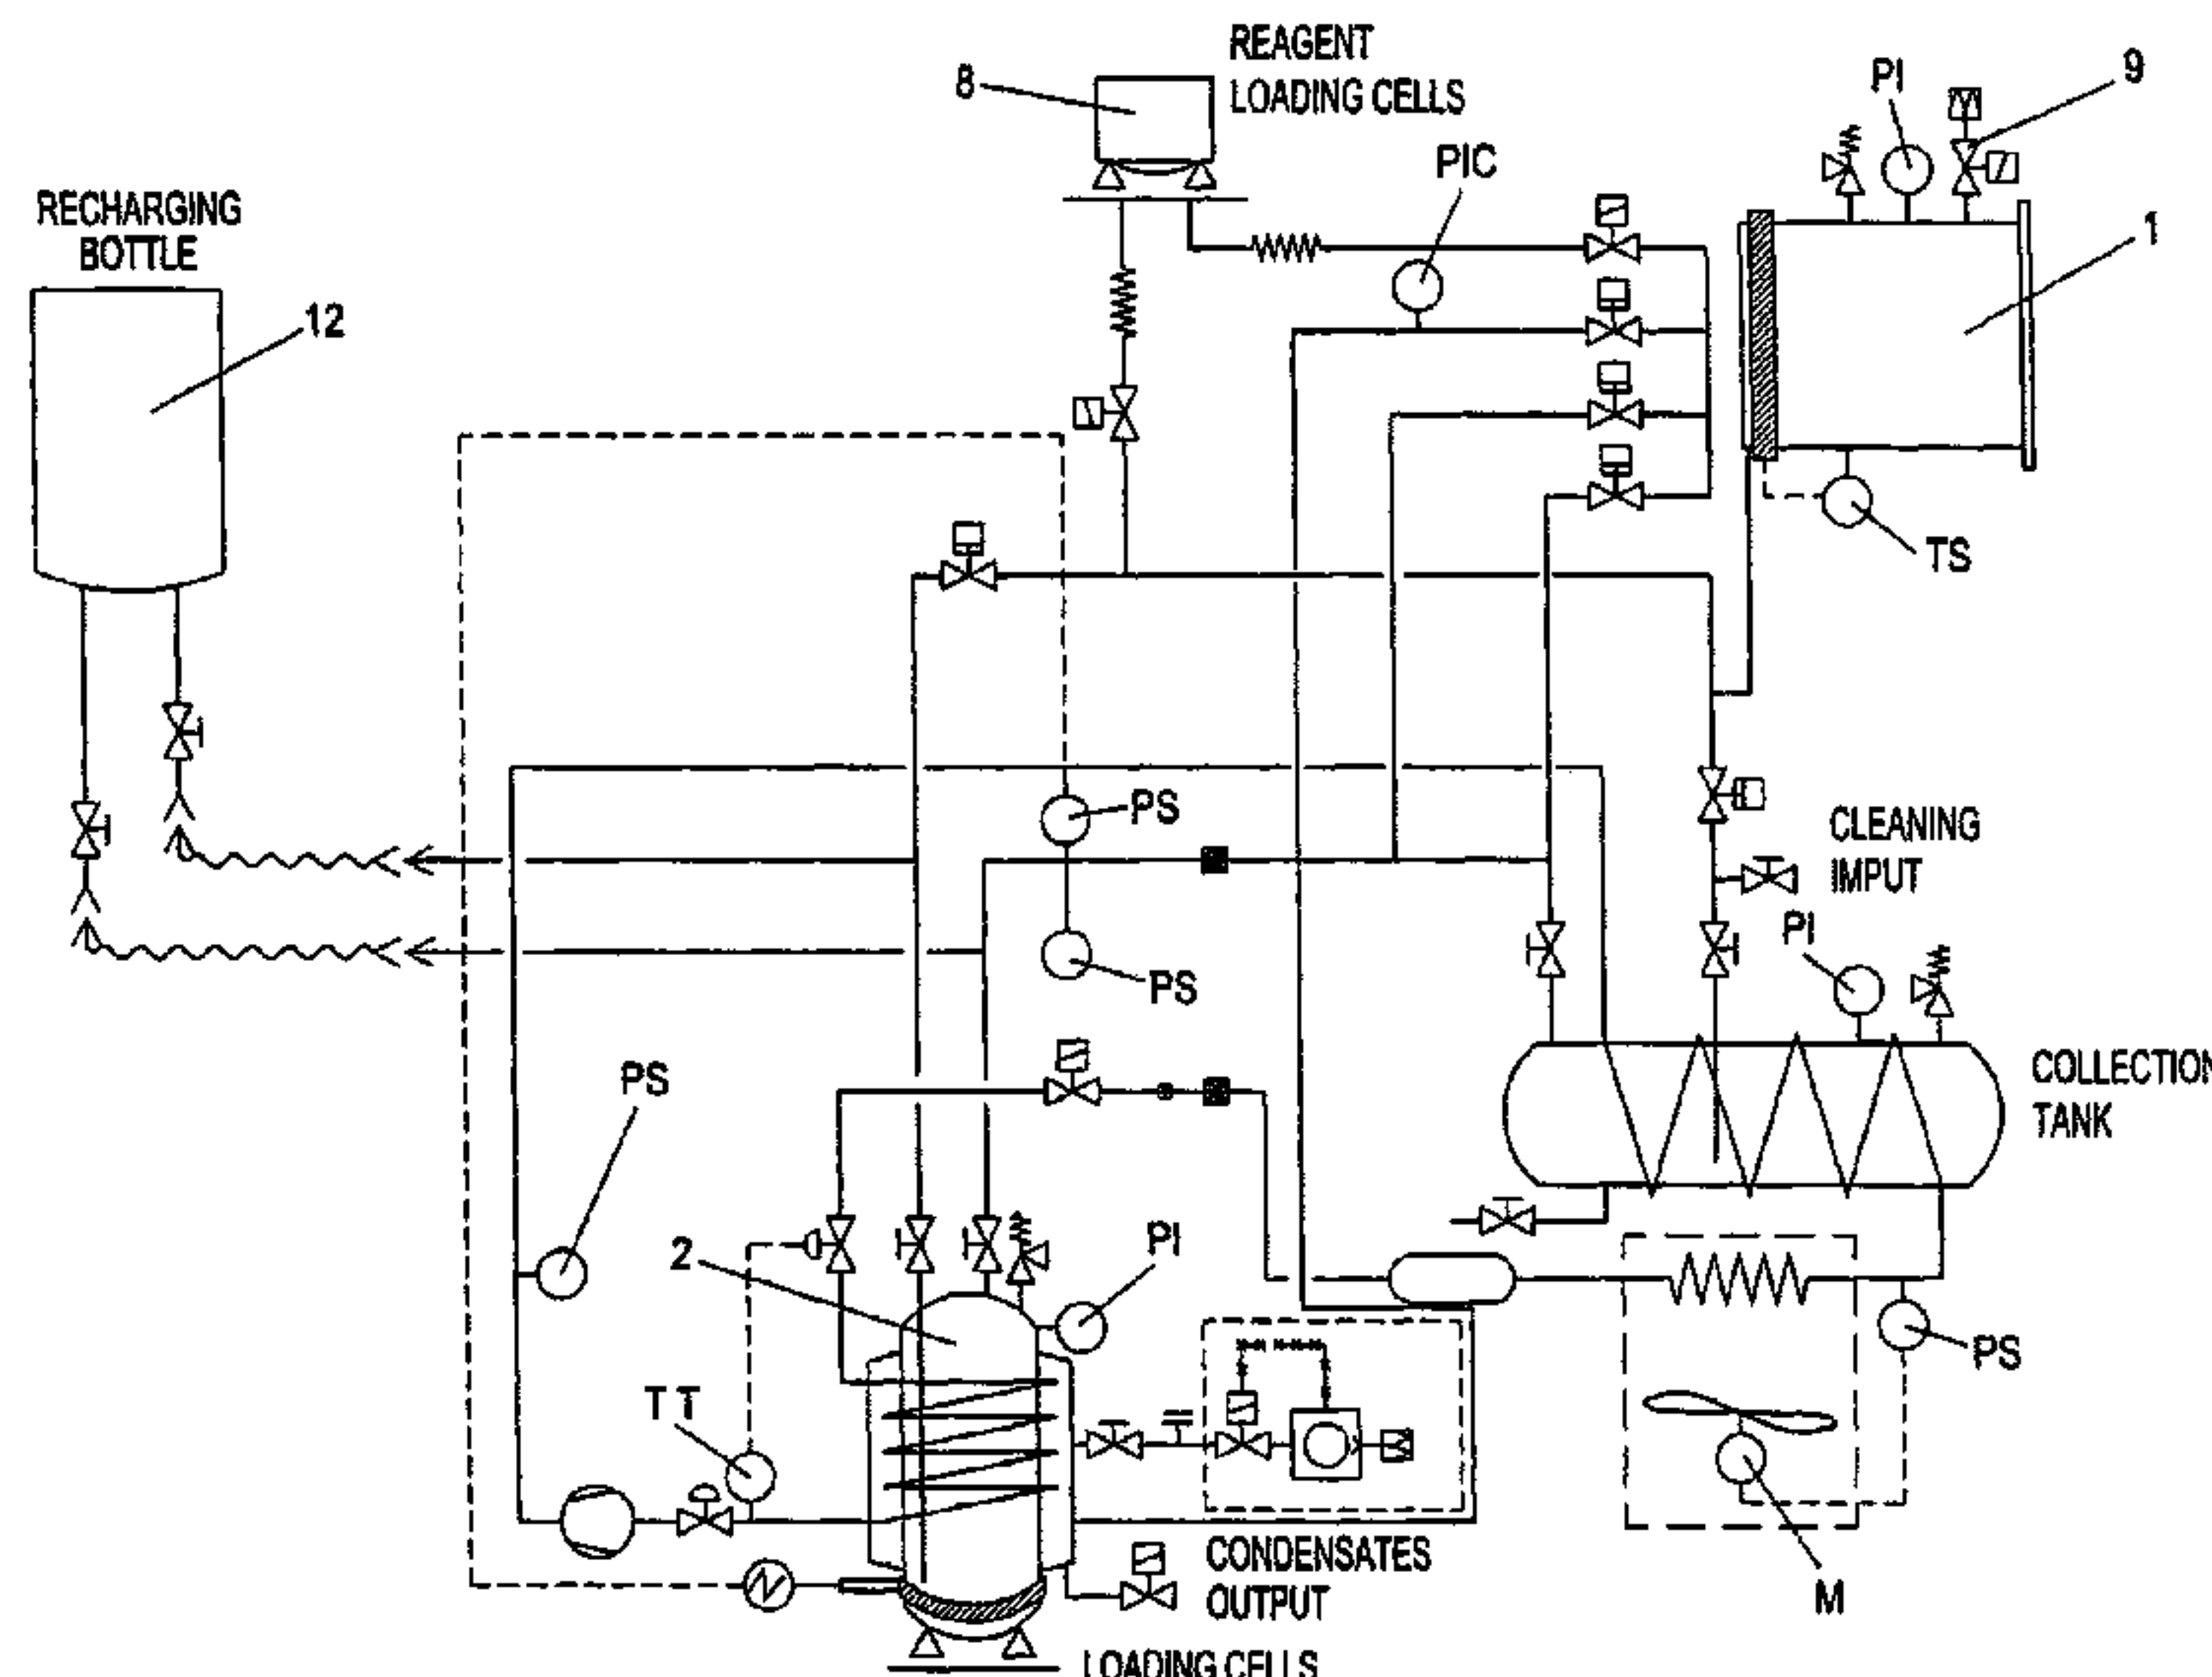 REAGENT
LOADING CELLS
8
PI
9
PIC
1
RECHARGING
BOTTLE
12
TS
PS
CLEANING
IMPUT
PI
PS
COLLECTION
TANK
PS
2
PI
PS
T T
CONDENSATES
OUTPUT
M
LOADING CELLS